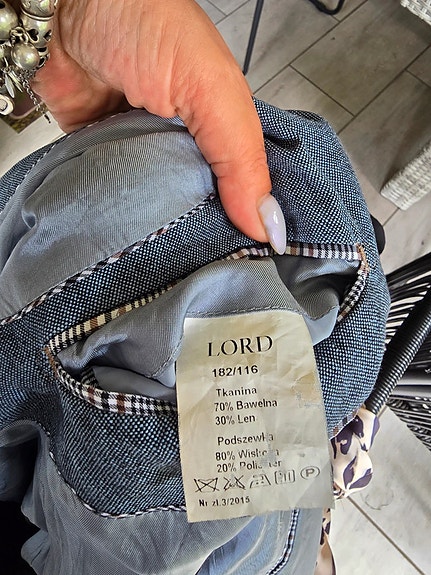 LORD
182/116
Tkanina
70% Bawełna
30% Len
Podszewka
80% Wiskoza
20% Poliester
P
Nr zl.3/2015